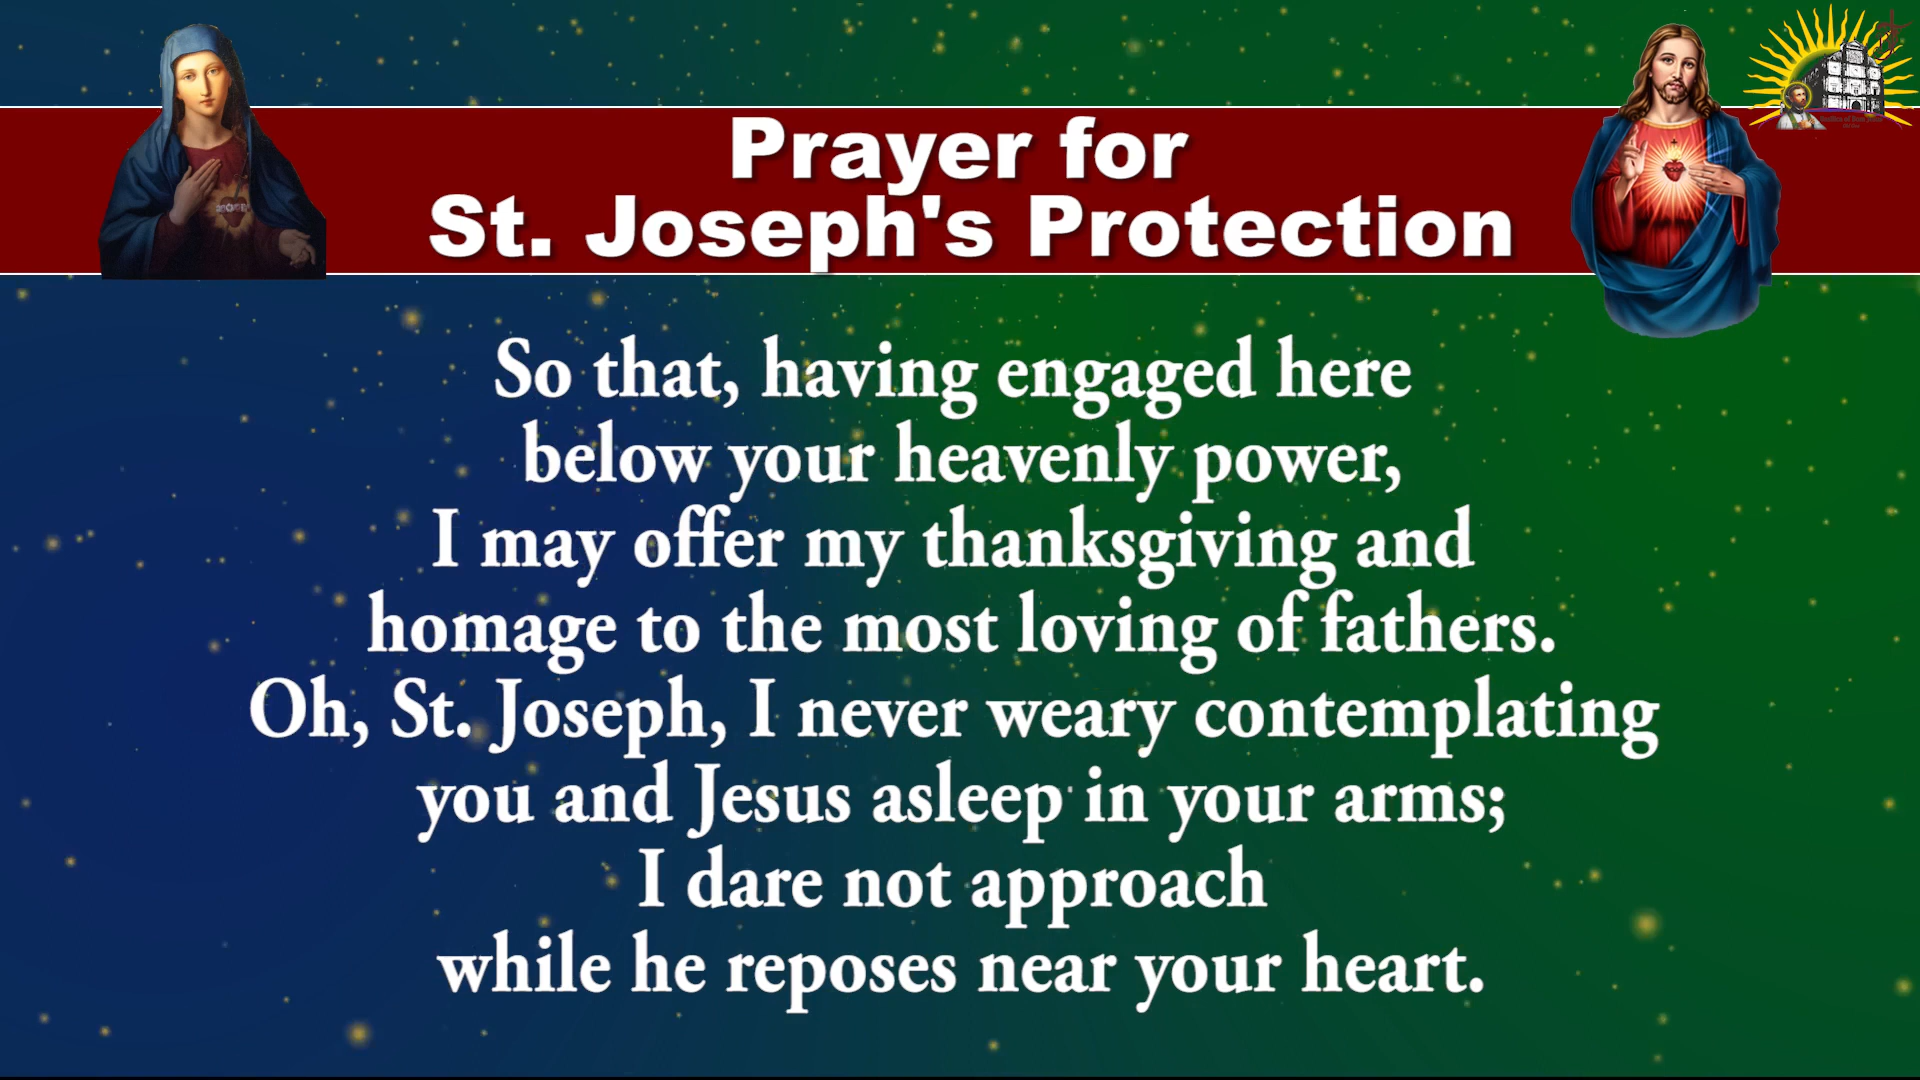 Prayer for
St. Joseph's Protection
So that, having engaged here
below your heavenly power,
I may offer my thanksgiving and
homage to the most loving of fathers.
Oh, St. Joseph, I never weary contemplating
you and Jesus asleep in your arms;
I dare not approach
while he reposes near your heart.